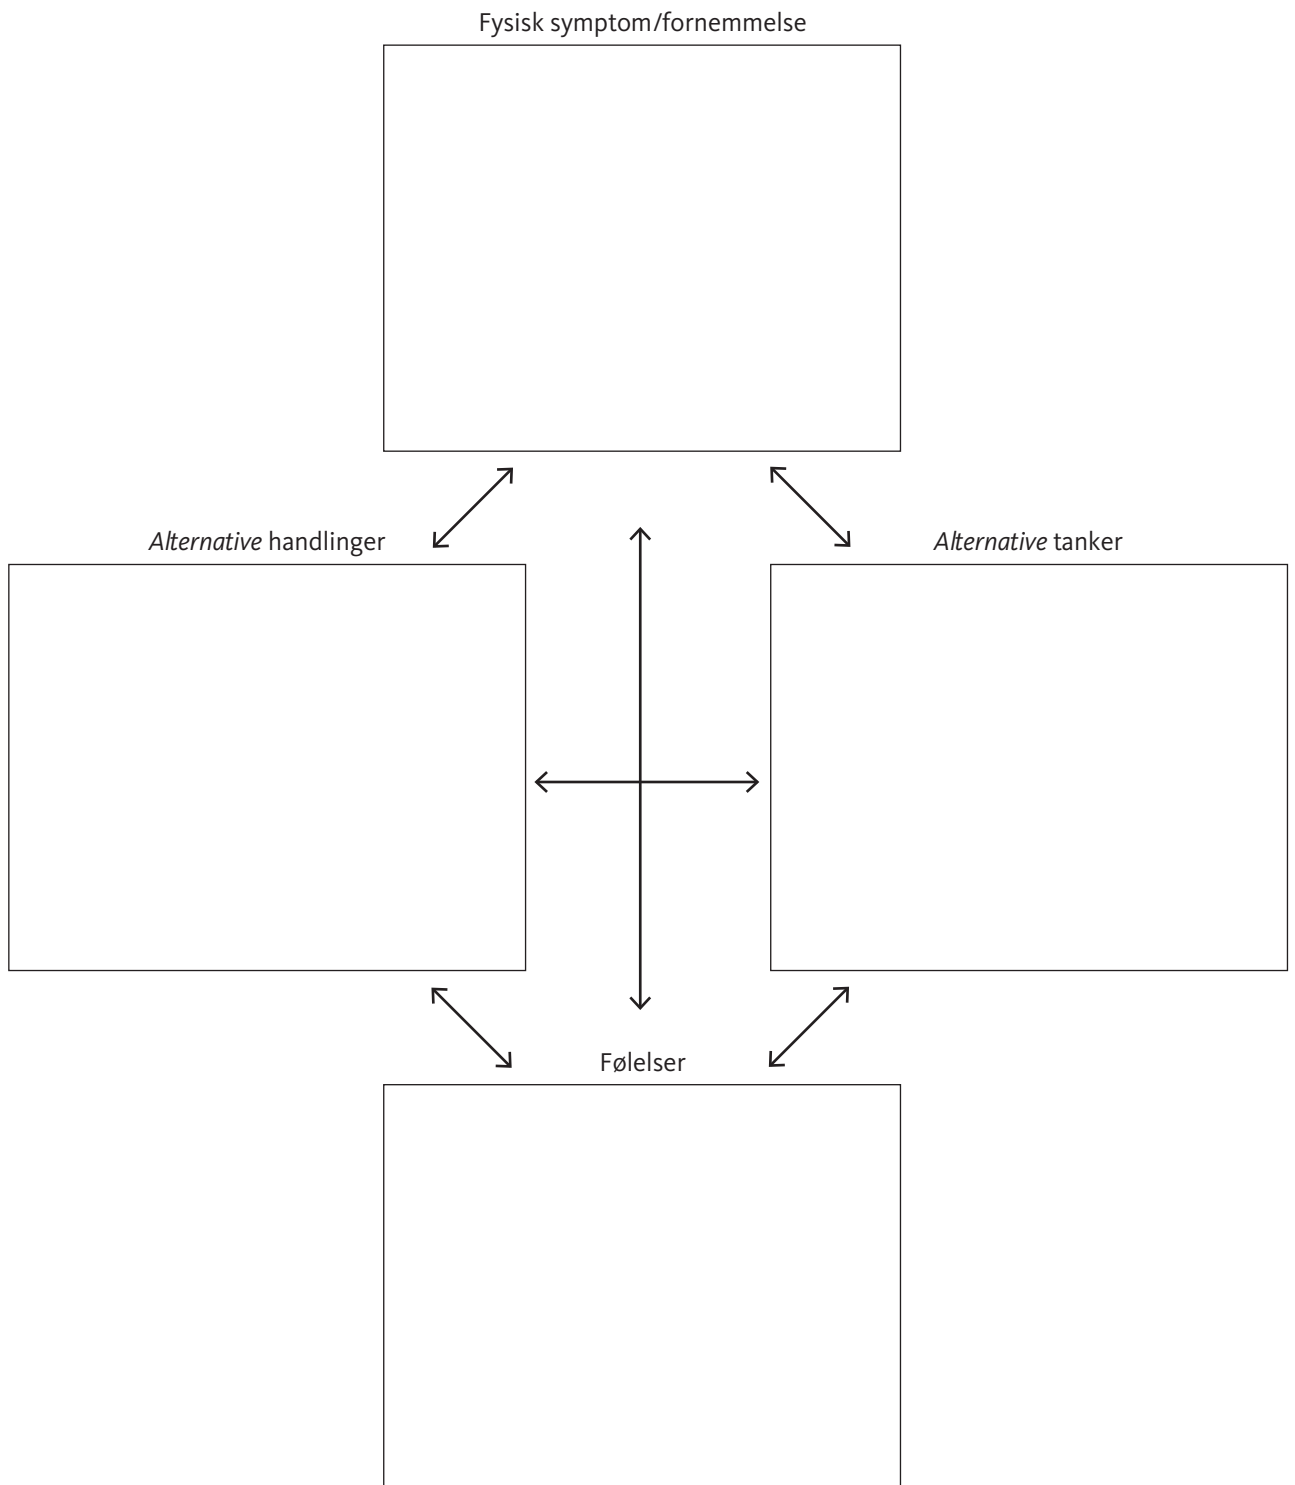 Fysisk symptom/fornemmelse
Alternative handlinger
Alternative tanker
Følelser